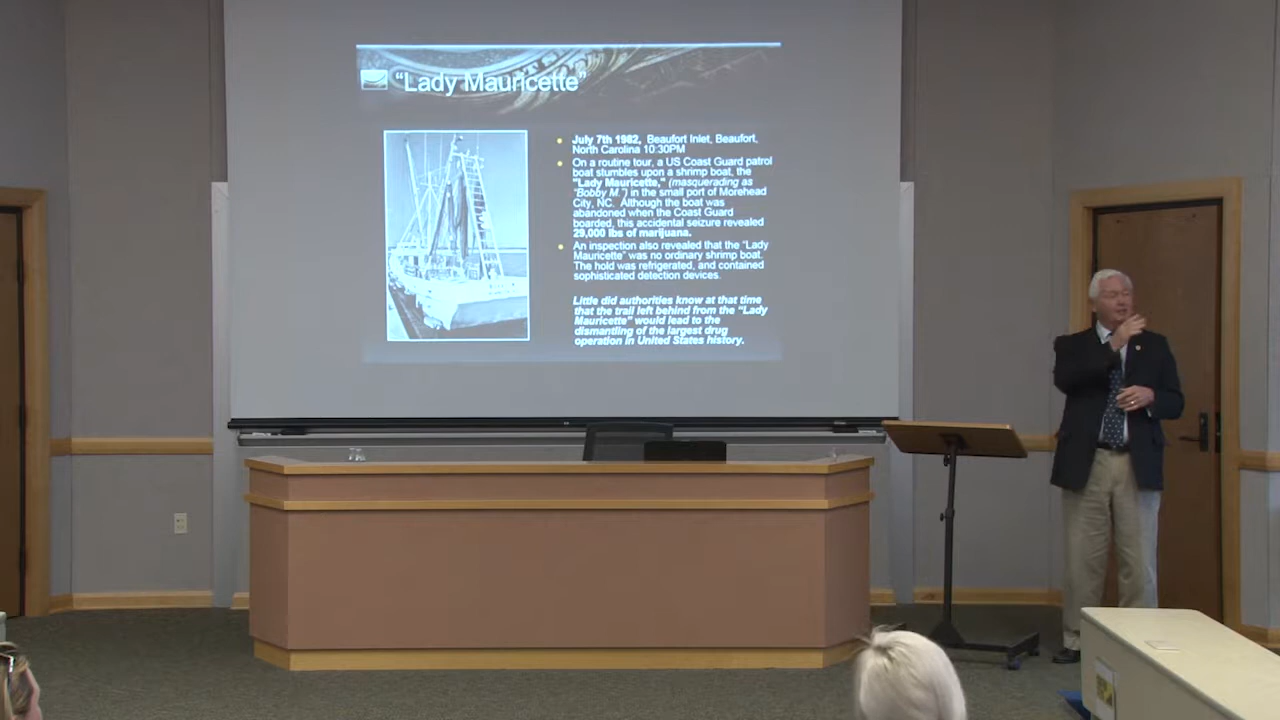 “Lady Mauricette”
July 7th 1982, Beaufort Inlet, Beaufort,
North Carolina 10:30PM
On a routine tour, a US Coast Guard patrol
boat stumbles upon a shrimp boat, the
"Lady Mauricette," (masquerading as
"Bobby M.") in the small port of Morehead
City, NC. Although the boat was
abandoned when the Coast Guard
boarded, this accidental seizure revealed
29,000 lbs of marijuana.
An inspection also revealed that the “Lady
Mauricette” was no ordinary shrimp boat.
The hold was refrigerated, and contained
sophisticated detection devices.
Little did authorities know at that time
that the trail left behind from the “Lady
Mauricette” would lead to the
dismantling of the largest drug
operation in United States history.